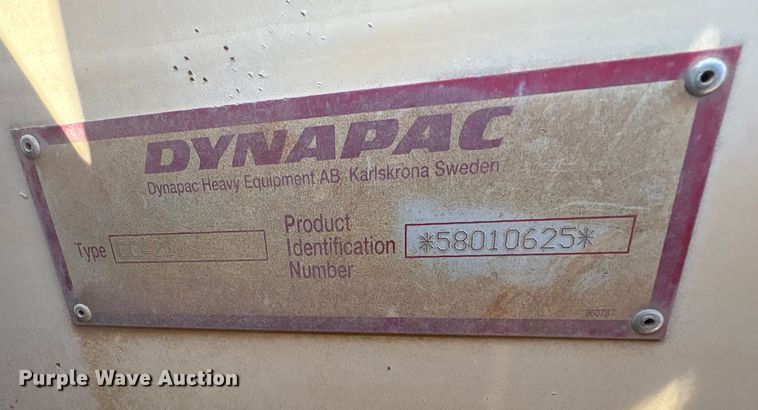 DYNAPAC
Dynapac Heavy Equipment AB Karlskrona Sweden
Type
Product Identification Number
*58010625*
Purple Wave Auction